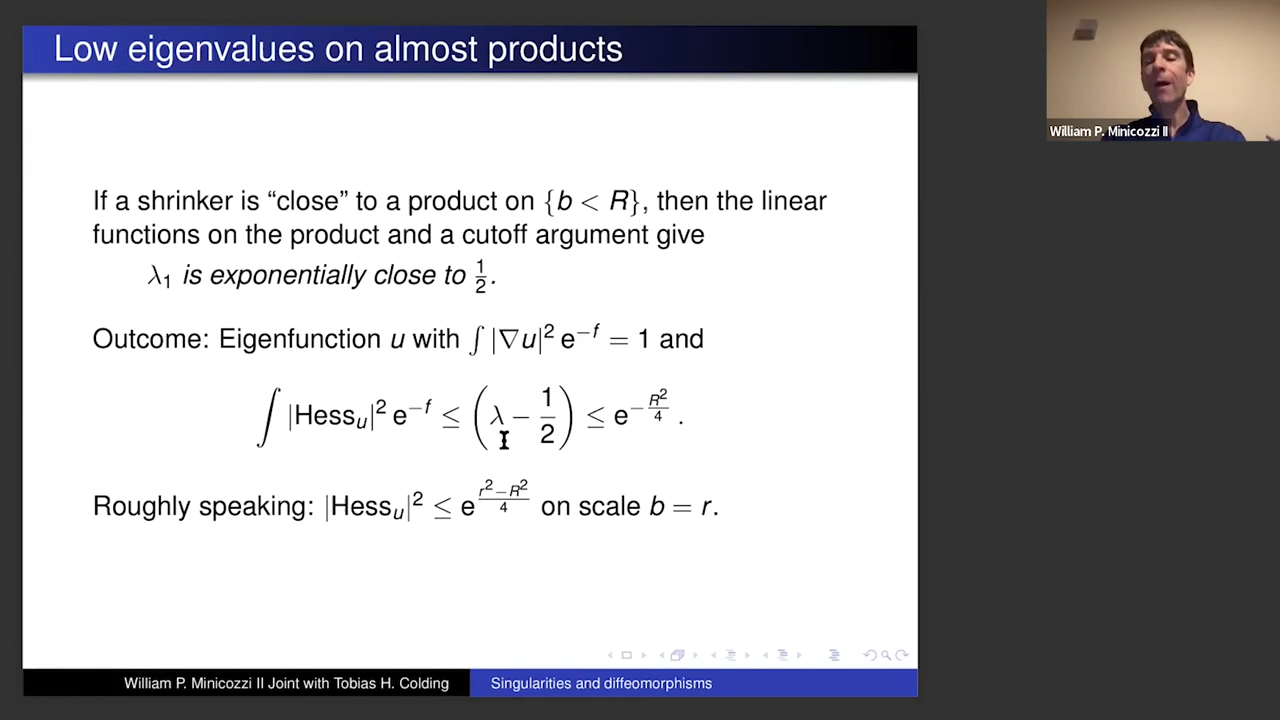 Low eigenvalues on almost products
William P. Minicozzi II
If a shrinker is “close” to a product on {b < R}, then the linear
functions on the product and a cutoff argument give
λ₁ is exponentially close to 1/2.
Outcome: Eigenfunction u with ∫ |∇u|² e^{−f} = 1 and
∫ |Hess_u|² e^{−f} ≤ (λ − 1/2) ≤ e^{−R²/4} .
Roughly speaking: |Hess_u|² ≤ e^{(r²−R²)/4} on scale b = r.
William P. Minicozzi II Joint with Tobias H. Colding
Singularities and diffeomorphisms